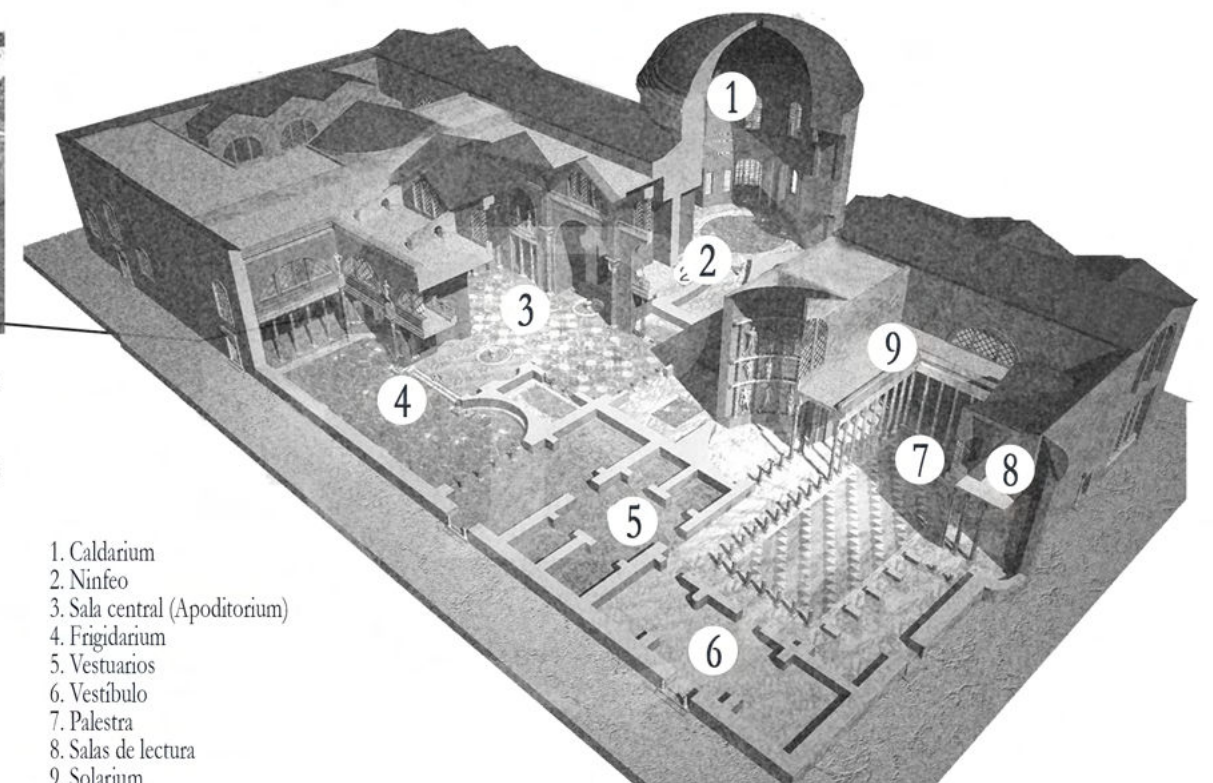 1
2
3
9
4
7
8
5
6
1. Caldarium
2. Ninfeo
3. Sala central (Apoditorium)
4. Frigidarium
5. Vestuarios
6. Vestíbulo
7. Palestra
8. Salas de lectura
9. Solarium